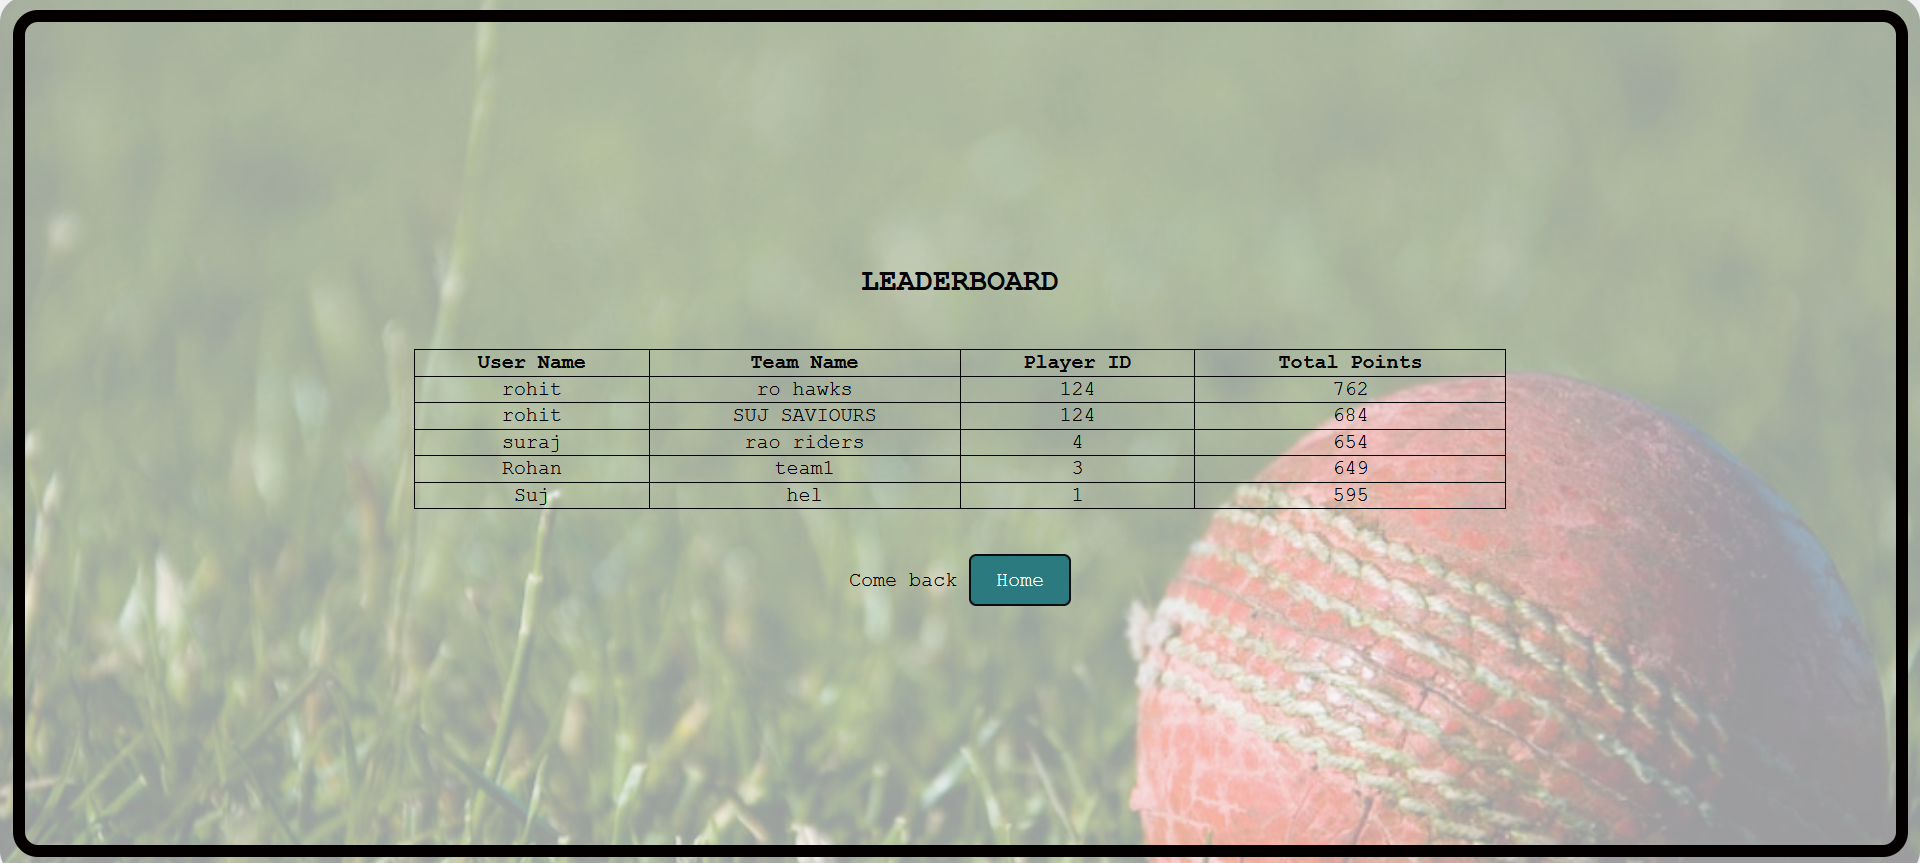 LEADERBOARD
User Name Team Name Player ID Total Points
rohit ro hawks 124 762
rohit SUJ SAVIOURS 124 684
suraj rao riders 4 654
Rohan team1 3 649
Suj hel 1 595
Come back Home